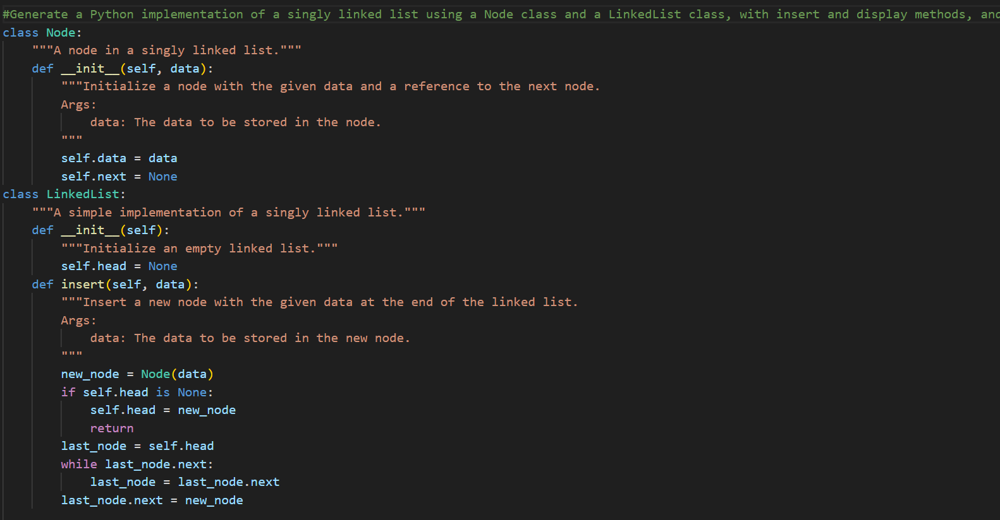 #Generate a Python implementation of a singly linked list using a Node class and a LinkedList class, with insert and display methods, and
class Node:
    """A node in a singly linked list."""
    def __init__(self, data):
        """Initialize a node with the given data and a reference to the next node.
        Args:
            data: The data to be stored in the node.
        """
        self.data = data
        self.next = None
class LinkedList:
    """A simple implementation of a singly linked list."""
    def __init__(self):
        """Initialize an empty linked list."""
        self.head = None
    def insert(self, data):
        """Insert a new node with the given data at the end of the linked list.
        Args:
            data: The data to be stored in the new node.
        """
        new_node = Node(data)
        if self.head is None:
            self.head = new_node
            return
        last_node = self.head
        while last_node.next:
            last_node = last_node.next
        last_node.next = new_node